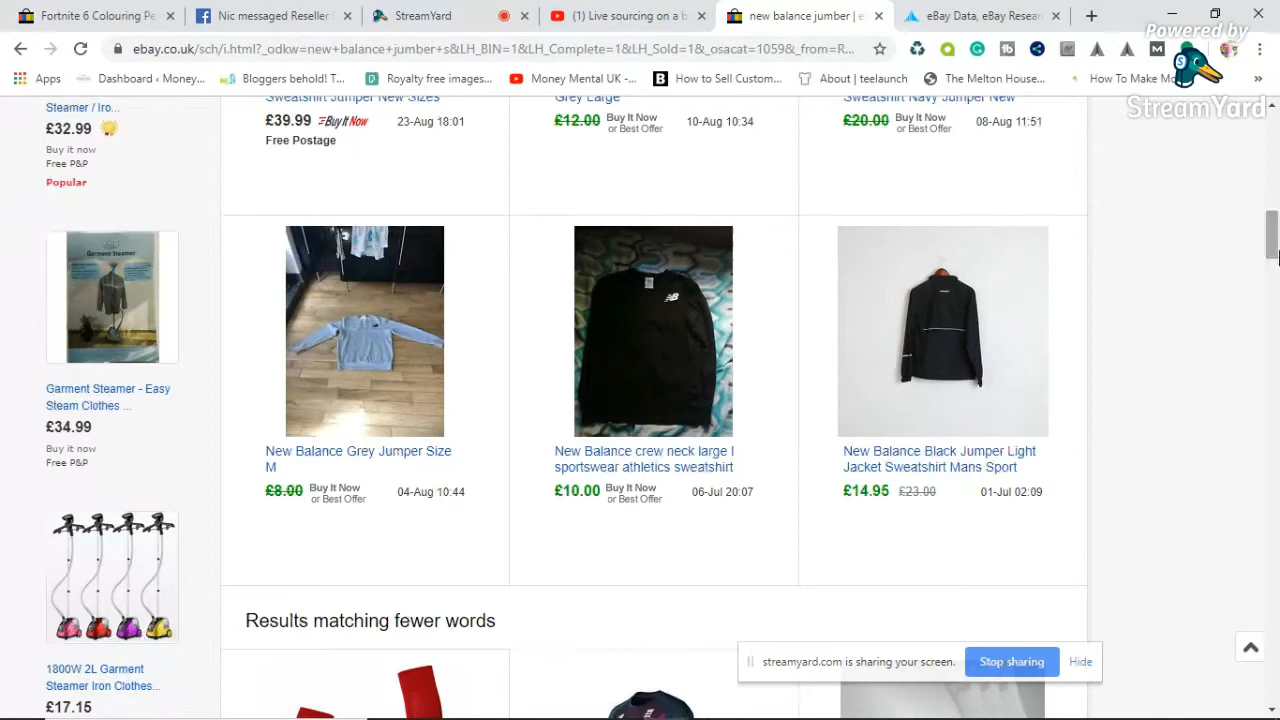 Fortnite 6 Colouring Pe
Nic messaged Reseller
StreamYard
(1) Live sourcing on a b
new balance jumber | e
eBay Data, eBay Resear
Powered by
StreamYard
ebay.co.uk/sch/i.html?_odkw=new+balance+jumber+s&LH_BIN=1&LH_Complete=1&LH_Sold=1&_osacat=1059&_from=R...
Apps
Dashboard ‹ Money...
Bloggers behold! T...
Royalty free images...
Money Mental UK -...
How to Sell Custom...
About | teelaunch
The Melton House...
How To Make Mo
Steamer / Iro...
£32.99
Buy it now
Free P&P
Popular
Sweatshirt Jumper New Sizes
£39.99 Buy It Now 23-Aug 18:01
Free Postage
Grey Large
£12.00 Buy It Now
or Best Offer
10-Aug 10:34
Sweatshirt Navy Jumper New
£20.00 Buy It Now
or Best Offer
08-Aug 11:51
Garment Steamer
Garment Steamer - Easy
Steam Clothes ...
£34.99
Buy it now
Free P&P
NB
New Balance Grey Jumper Size
M
£8.00 Buy It Now
or Best Offer
04-Aug 10:44
New Balance crew neck large l
sportswear athletics sweatshirt
£10.00 Buy It Now
or Best Offer
06-Jul 20:07
New Balance Black Jumper Light
Jacket Sweatshirt Mans Sport
£14.95 £23.00 01-Jul 02:09
1800W 2L Garment
Steamer Iron Clothes...
£17.15
Results matching fewer words
streamyard.com is sharing your screen.
Stop sharing
Hide